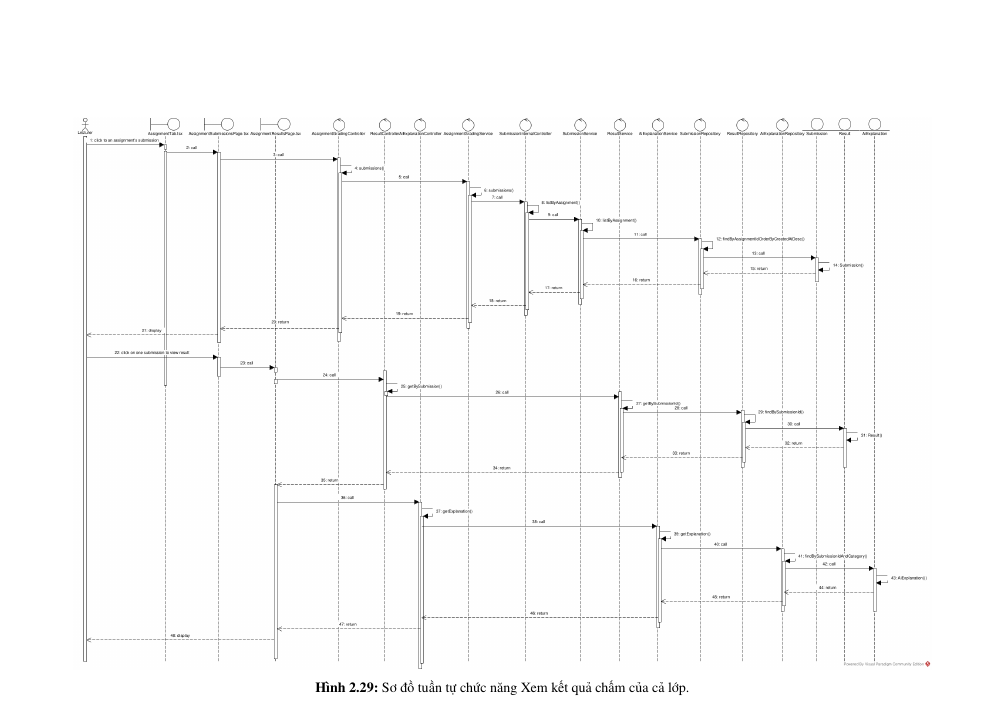 Lecturer AssignmentTab.tsx AssignmentSubmissionsPage.tsx AssignmentResultsPage.tsx AssignmentGradingController ResultController AIExplanationController AssignmentGradingService SubmissionInternalController SubmissionService ResultService AIExplanationService SubmissionRepository ResultRepository AIExplanationRepository Submission Result AIExplanation
1: click to an assignment's submission
2: call
3: call
4: submissions()
5: call
6: submissions()
7: call
8: listByAssignment()
9: call
10: listByAssignment()
11: call
12: findByAssignmentIdOrderByCreatedAtDesc()
13: call
14: Submission()
15: return
16: return
17: return
18: return
19: return
20: return
21: display
22: click on one submission to view result
23: call
24: call
25: getBySubmission()
26: call
27: getBySubmissionId()
28: call
29: findBySubmissionId()
30: call
31: Result()
32: return
33: return
34: return
35: return
36: call
37: getExplanation()
38: call
39: getExplanation()
40: call
41: findBySubmissionIdAndCategory()
42: call
43: AIExplanation()
44: return
45: return
46: return
47: return
48: display
Powered By Visual Paradigm Community Edition
Hình 2.29: Sơ đồ tuần tự chức năng Xem kết quả chấm của cả lớp.